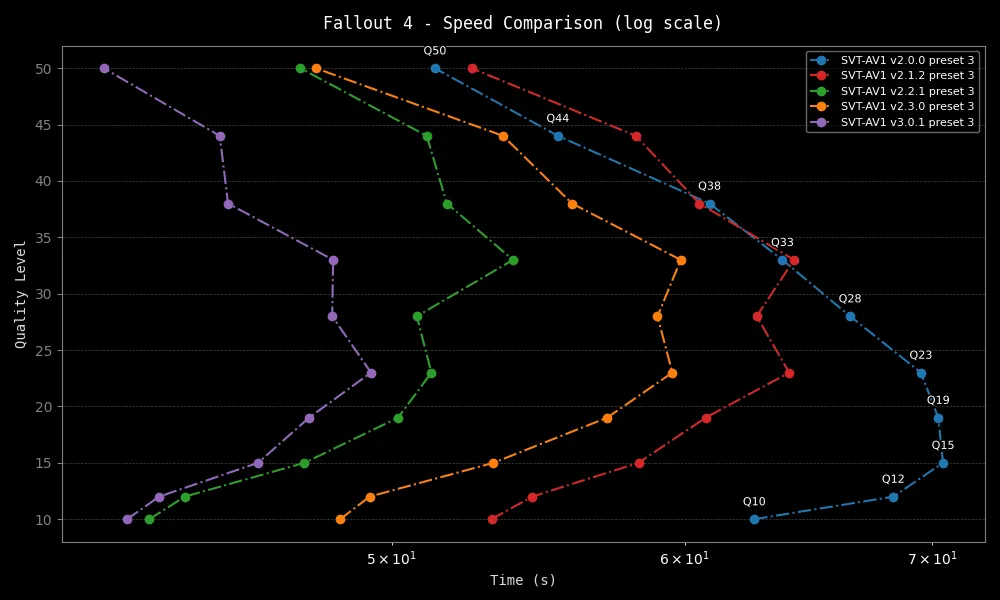 Fallout 4 - Speed Comparison (log scale)
SVT-AV1 v2.0.0 preset 3
SVT-AV1 v2.1.2 preset 3
SVT-AV1 v2.2.1 preset 3
SVT-AV1 v2.3.0 preset 3
SVT-AV1 v3.0.1 preset 3
Quality Level
50
45
40
35
30
25
20
15
10
Q50
Q44
Q38
Q33
Q28
Q23
Q19
Q15
Q12
Q10
5 × 10¹
6 × 10¹
7 × 10¹
Time (s)